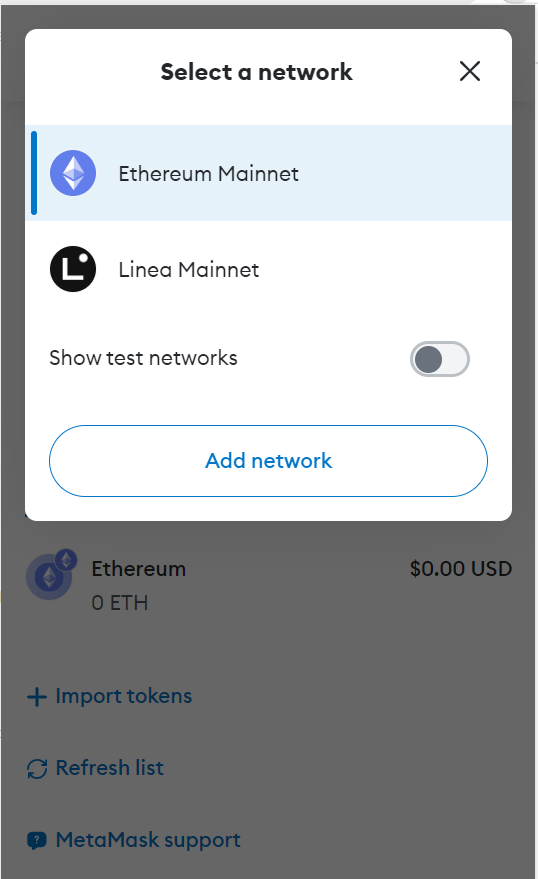 Select a network
Ethereum Mainnet
Linea Mainnet
Show test networks
Add network
Ethereum
$0.00 USD
0 ETH
Import tokens
Refresh list
MetaMask support